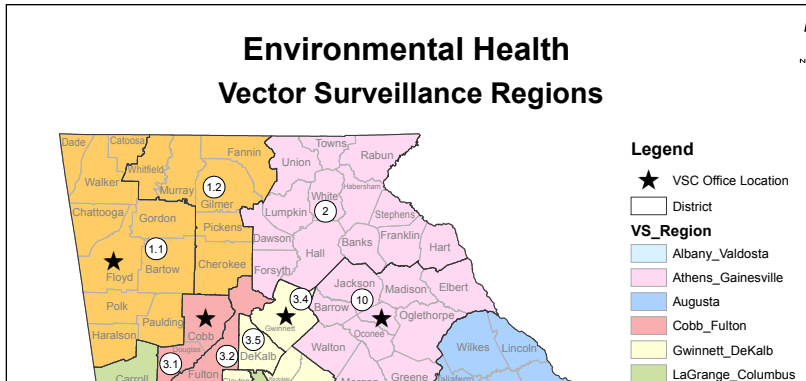 Environmental Health
Vector Surveillance Regions
N
Legend
VSC Office Location
District
VS_Region
Albany_Valdosta
Athens_Gainesville
Augusta
Cobb_Fulton
Gwinnett_DeKalb
LaGrange_Columbus
Dade
Catoosa
Fannin
Towns
Rabun
Union
Whitfield
Walker
Murray
1.2
Gilmer
White
Habersham
Chattooga
Gordon
Lumpkin
2
Stephens
Pickens
Dawson
Banks
Franklin
Hart
1.1
Hall
Floyd
Bartow
Cherokee
Forsyth
Jackson
Madison
Elbert
Polk
3.4
10
Barrow
Oglethorpe
Paulding
Gwinnett
Haralson
Cobb
Oconee
Douglas
3.5
Walton
Wilkes
Lincoln
3.1
3.2
DeKalb
Carroll
Fulton
Greene